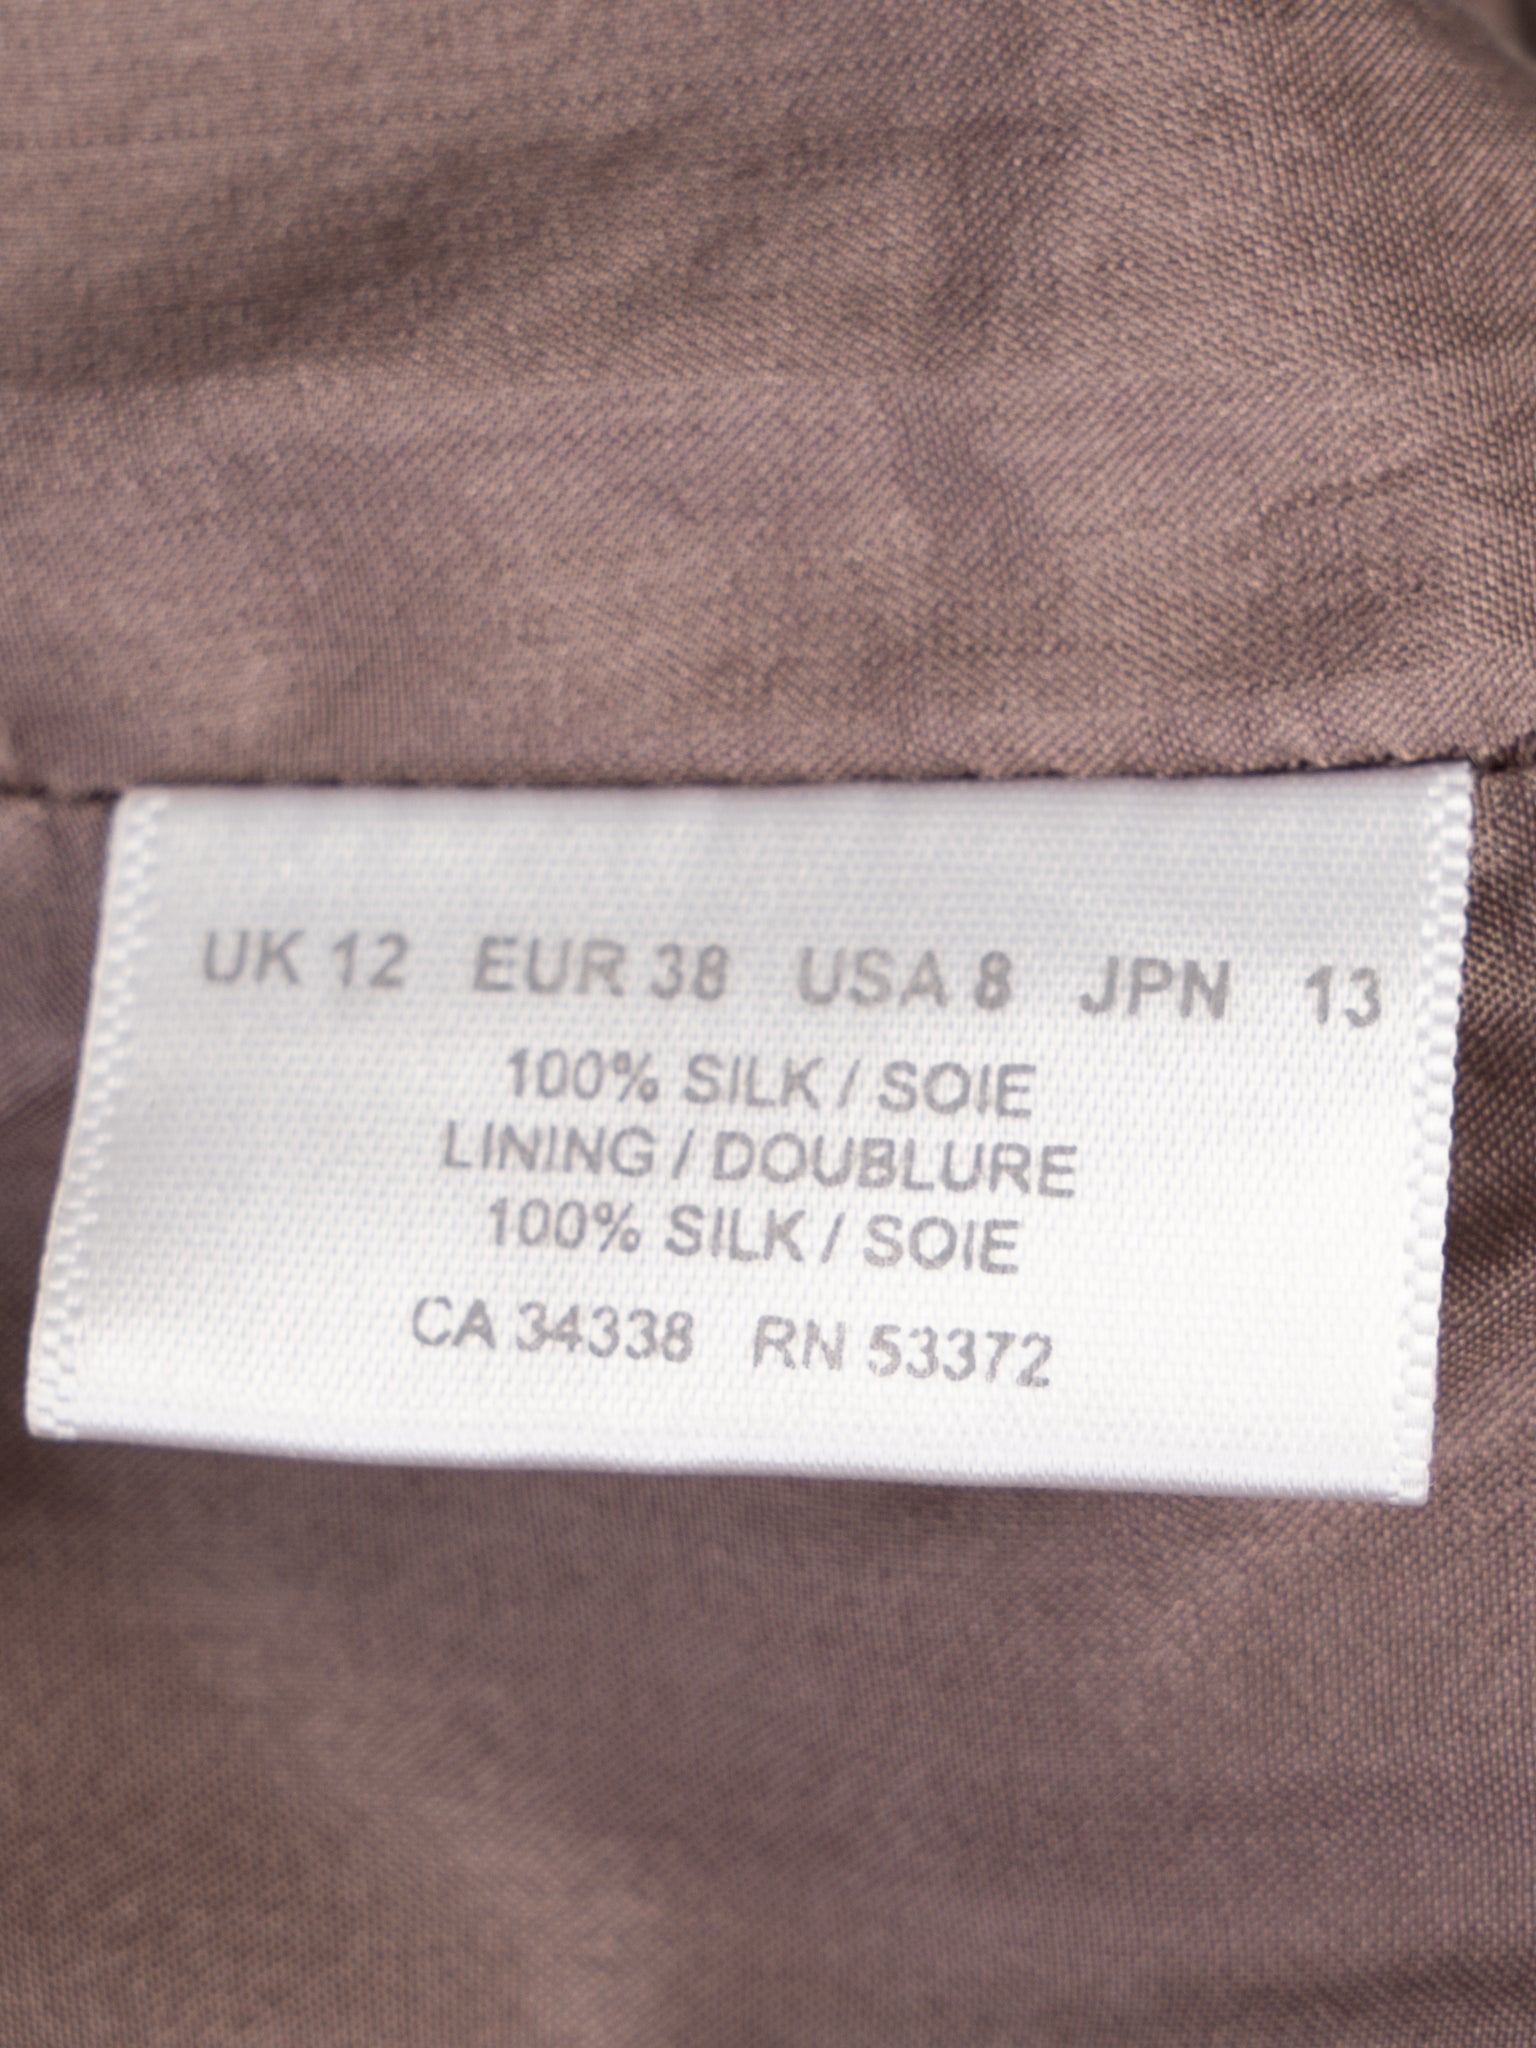 UK 12 EUR 38 USA 8 JPN 13
100% SILK / SOIE
LINING / DOUBLURE
100% SILK / SOIE
CA 34338 RN 53372